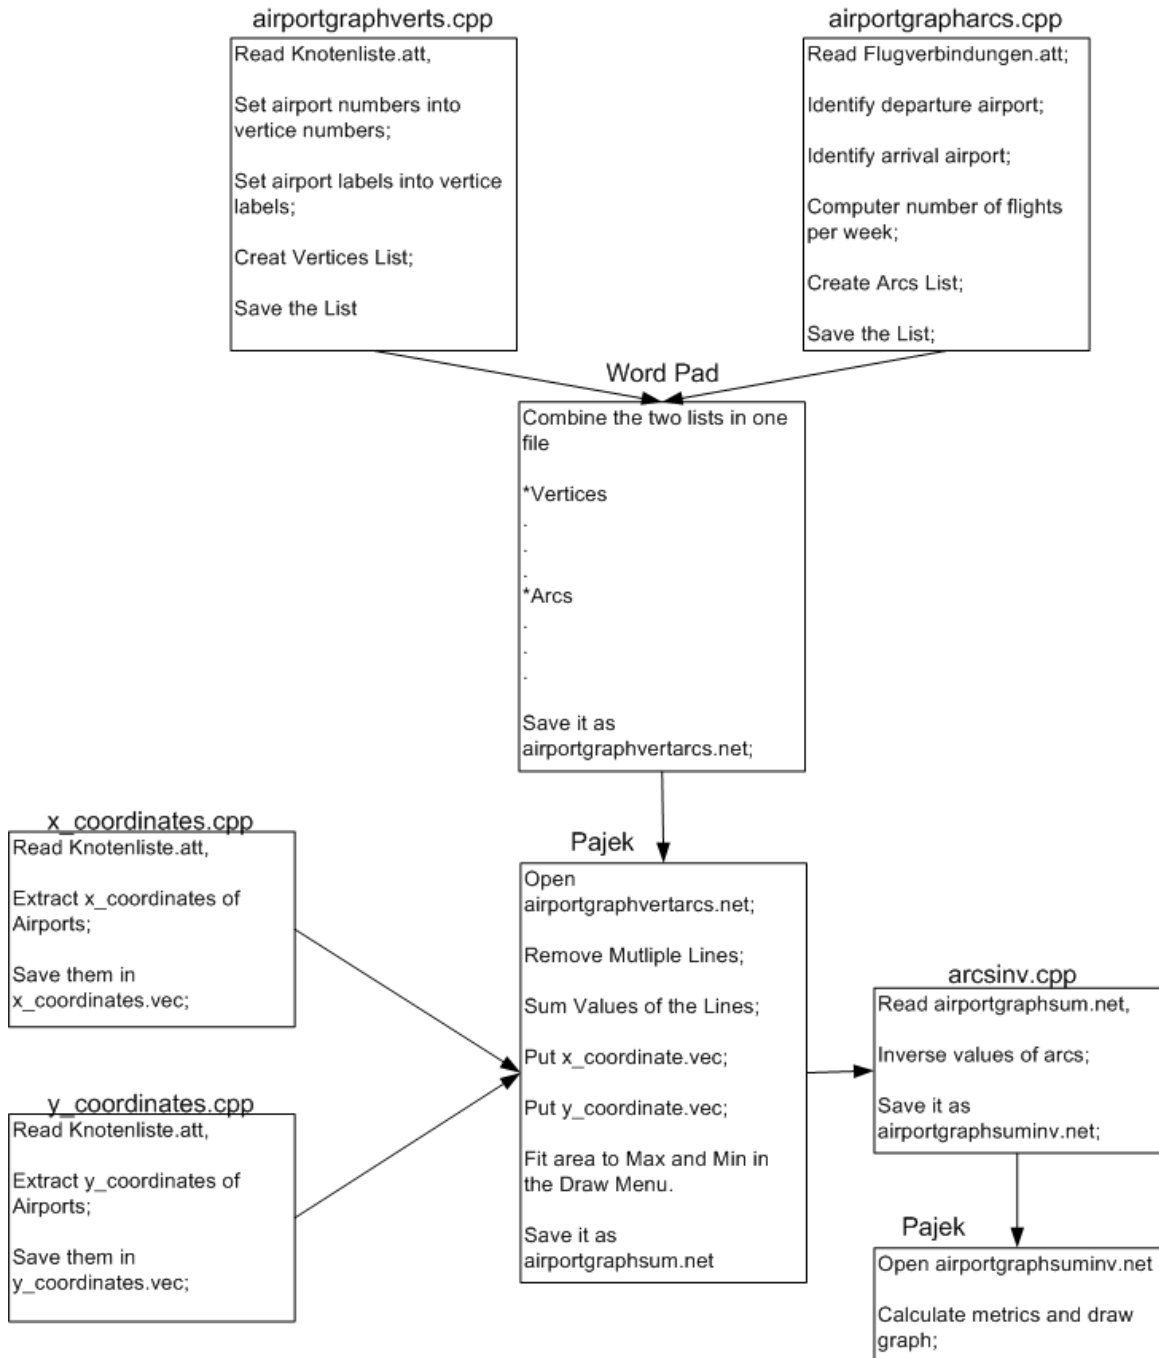 airportgraphverts.cpp
Read Knotenliste.att,
Set airport numbers into
vertice numbers;
Set airport labels into vertice
labels;
Creat Vertices List;
Save the List
airportgrapharcs.cpp
Read Flugverbindungen.att;
Identify departure airport;
Identify arrival airport;
Computer number of flights
per week;
Create Arcs List;
Save the List;
Word Pad
Combine the two lists in one
file
*Vertices
.
.
.
*Arcs
.
.
.
Save it as
airportgraphvertarcs.net;
x_coordinates.cpp
Read Knotenliste.att,
Extract x_coordinates of
Airports;
Save them in
x_coordinates.vec;
y_coordinates.cpp
Read Knotenliste.att,
Extract y_coordinates of
Airports;
Save them in
y_coordinates.vec;
Pajek
Open
airportgraphvertarcs.net;
Remove Mutliple Lines;
Sum Values of the Lines;
Put x_coordinate.vec;
Put y_coordinate.vec;
Fit area to Max and Min in
the Draw Menu.
Save it as
airportgraphsum.net
arcsinv.cpp
Read airportgraphsum.net,
Inverse values of arcs;
Save it as
airportgraphsuminv.net;
Pajek
Open airportgraphsuminv.net
Calculate metrics and draw
graph;